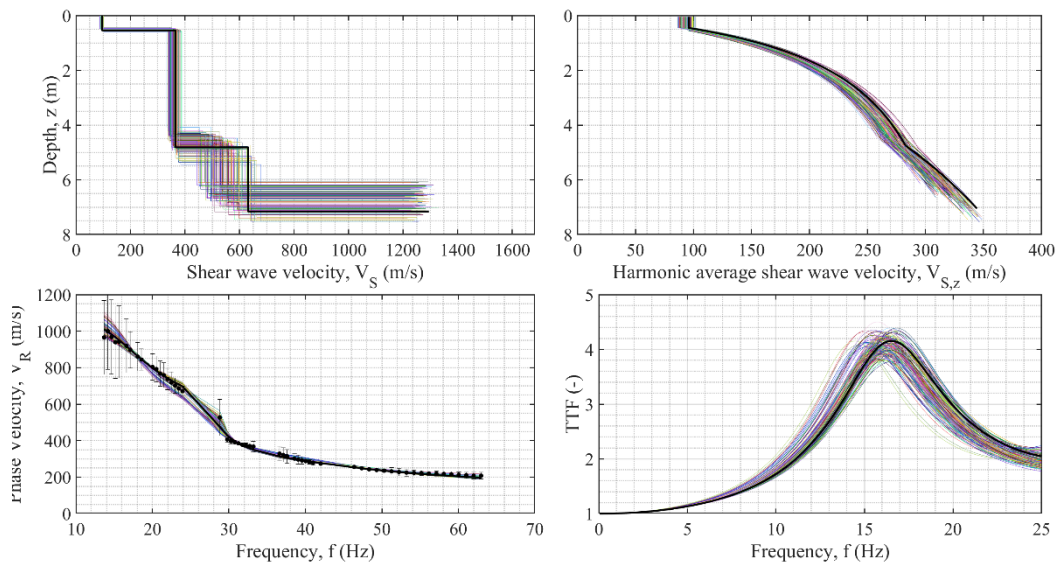 0
2
4
6
8
Depth, z (m)
0 200 400 600 800 1000 1200 1400 1600
Shear wave velocity, V_S (m/s)
0
2
4
6
8
0 50 100 150 200 250 300 350 400
Harmonic average shear wave velocity, V_S,z (m/s)
1200
1000
800
600
400
200
0
Phase velocity, v_R (m/s)
10 20 30 40 50 60 70
Frequency, f (Hz)
5
4
3
2
1
TTF (-)
0 5 10 15 20 25
Frequency, f (Hz)